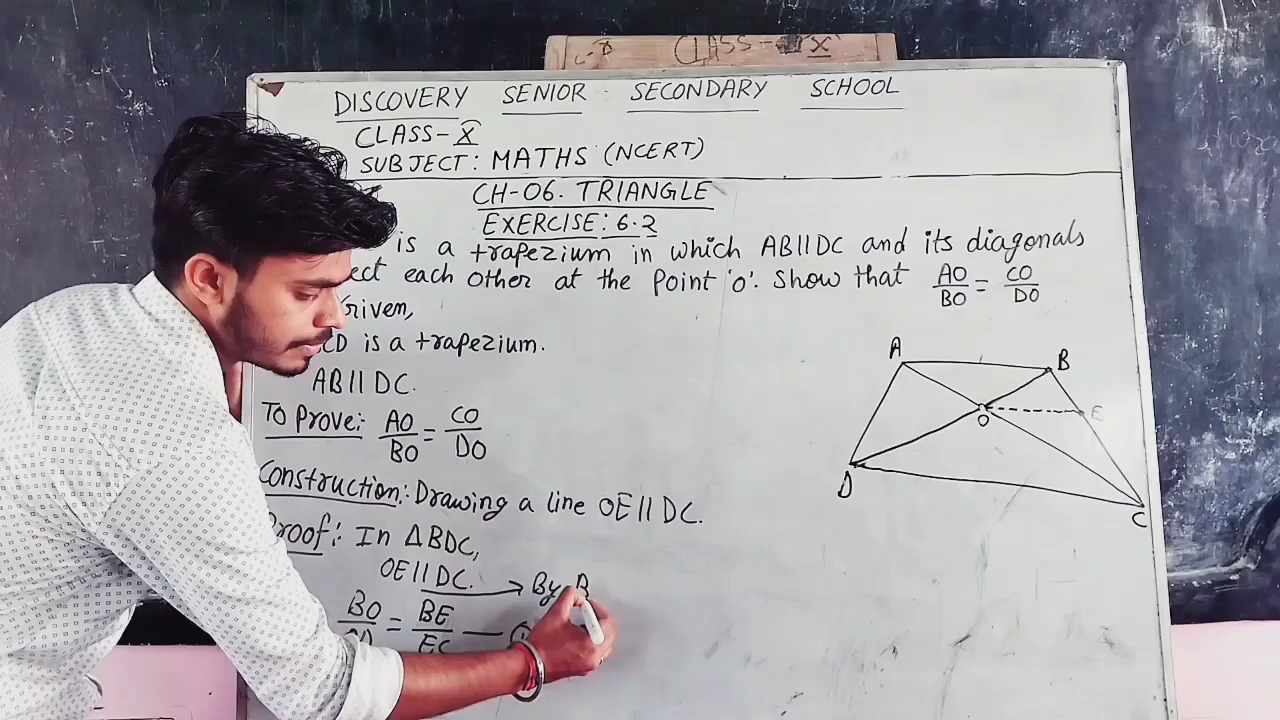 CLASS - X
DISCOVERY SENIOR SECONDARY SCHOOL
CLASS-X
SUBJECT: MATHS (NCERT)
CH-06. TRIANGLE
EXERCISE: 6.2
is a trapezium in which AB||DC and its diagonals
each other at the Point 'O'. Show that AO/BO = CO/DO
is a trapezium.
AB||DC.
To Prove: AO/BO = CO/DO
Construction: Drawing a line OE||DC.
Proof: In ΔBDC,
OE||DC. → By B
BO = BE/EC
A
B
O
E
D
C